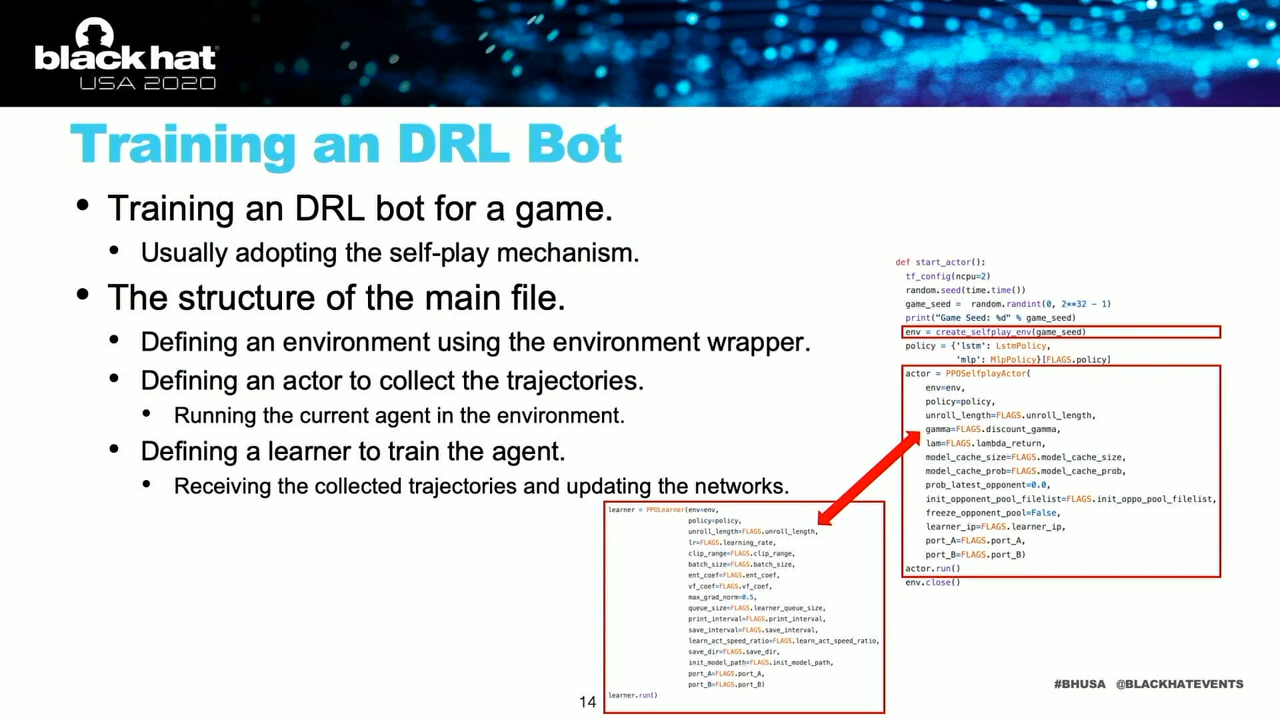 black hat
USA 2020
Training an DRL Bot
• Training an DRL bot for a game.
• Usually adopting the self-play mechanism.
• The structure of the main file.
• Defining an environment using the environment wrapper.
• Defining an actor to collect the trajectories.
• Running the current agent in the environment.
• Defining a learner to train the agent.
• Receiving the collected trajectories and updating the networks.
def start_actor():
tf_config(ncpu=2)
random.seed(time.time())
game_seed = random.randint(0, 2**32 - 1)
print("Game Seed: %d" % game_seed)
env = create_selfplay_env(game_seed)
policy = {'lstm': LstmPolicy,
'mlp': MlpPolicy}[FLAGS.policy]
actor = PPOSelfplayActor(
env=env,
policy=policy,
unroll_length=FLAGS.unroll_length,
gamma=FLAGS.discount_gamma,
lam=FLAGS.lambda_return,
model_cache_size=FLAGS.model_cache_size,
model_cache_prob=FLAGS.model_cache_prob,
prob_latest_opponent=0.0,
init_opponent_pool_filelist=FLAGS.init_oppo_pool_filelist,
freeze_opponent_pool=False,
learner_ip=FLAGS.learner_ip,
port_A=FLAGS.port_A,
port_B=FLAGS.port_B)
actor.run()
env.close()
learner = PPOLearner(env=env,
policy=policy,
unroll_length=FLAGS.unroll_length,
lr=FLAGS.learning_rate,
clip_range=FLAGS.clip_range,
batch_size=FLAGS.batch_size,
ent_coef=FLAGS.ent_coef,
vf_coef=FLAGS.vf_coef,
max_grad_norm=0.5,
queue_size=FLAGS.learner_queue_size,
print_interval=FLAGS.print_interval,
save_interval=FLAGS.save_interval,
learn_act_speed_ratio=FLAGS.learn_act_speed_ratio,
save_dir=FLAGS.save_dir,
init_model_path=FLAGS.init_model_path,
port_A=FLAGS.port_A,
port_B=FLAGS.port_B)
learner.run()
14
#BHUSA @BLACKHATEVENTS